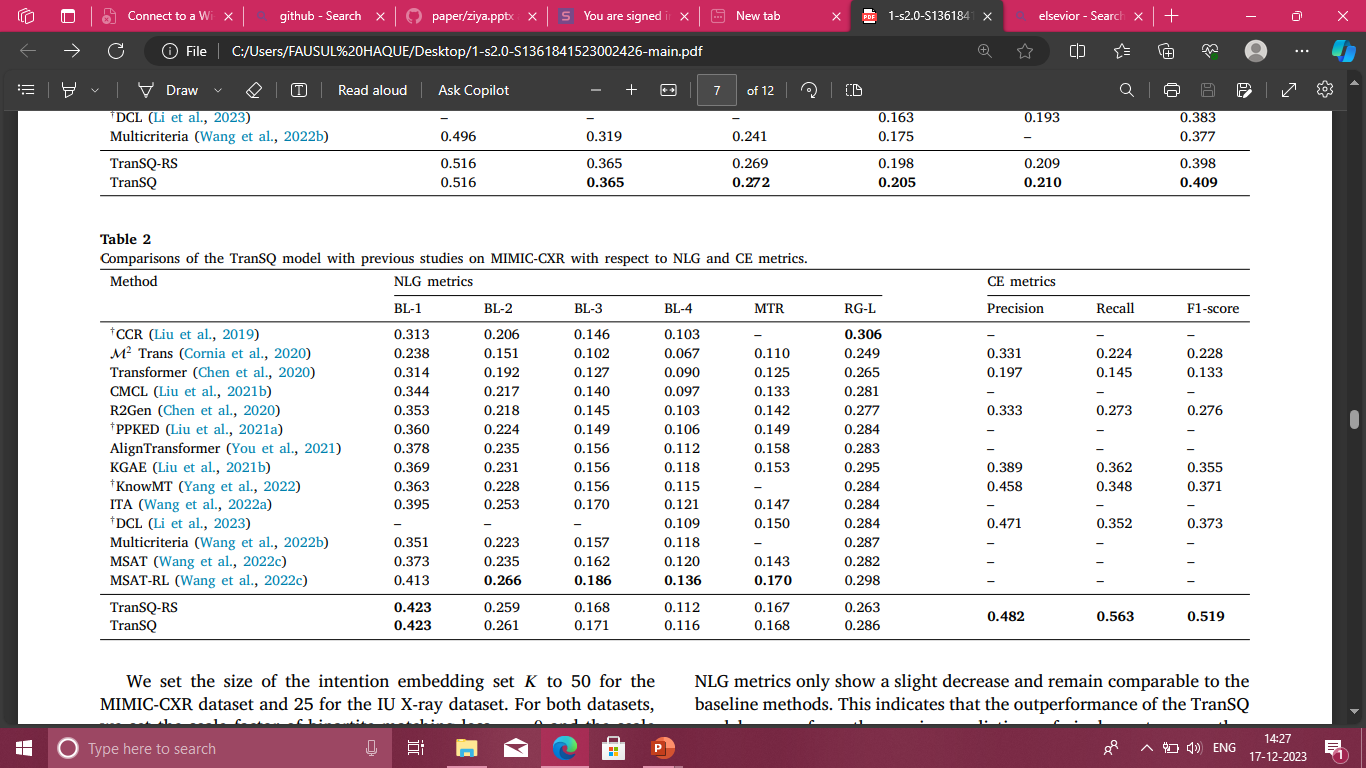 Connect to a Wi
github - Search
paper/ziya.pptx
You are signed i
New tab
1-s2.0-S136184
elsevior - Search
File C:/Users/FAUSUL%20HAQUE/Desktop/1-s2.0-S1361841523002426-main.pdf
Draw Read aloud Ask Copilot 7 of 12
†DCL (Li et al., 2023) – – – 0.163 0.193 0.383
Multicriteria (Wang et al., 2022b) 0.496 0.319 0.241 0.175 – 0.377
TranSQ-RS 0.516 0.365 0.269 0.198 0.209 0.398
TranSQ 0.516 0.365 0.272 0.205 0.210 0.409
Table 2
Comparisons of the TranSQ model with previous studies on MIMIC-CXR with respect to NLG and CE metrics.
Method NLG metrics CE metrics
BL-1 BL-2 BL-3 BL-4 MTR RG-L Precision Recall F1-score
†CCR (Liu et al., 2019) 0.313 0.206 0.146 0.103 – 0.306 – – –
ℳ² Trans (Cornia et al., 2020) 0.238 0.151 0.102 0.067 0.110 0.249 0.331 0.224 0.228
Transformer (Chen et al., 2020) 0.314 0.192 0.127 0.090 0.125 0.265 0.197 0.145 0.133
CMCL (Liu et al., 2021b) 0.344 0.217 0.140 0.097 0.133 0.281 – – –
R2Gen (Chen et al., 2020) 0.353 0.218 0.145 0.103 0.142 0.277 0.333 0.273 0.276
†PPKED (Liu et al., 2021a) 0.360 0.224 0.149 0.106 0.149 0.284 – – –
AlignTransformer (You et al., 2021) 0.378 0.235 0.156 0.112 0.158 0.283 – – –
KGAE (Liu et al., 2021b) 0.369 0.231 0.156 0.118 0.153 0.295 0.389 0.362 0.355
†KnowMT (Yang et al., 2022) 0.363 0.228 0.156 0.115 – 0.284 0.458 0.348 0.371
ITA (Wang et al., 2022a) 0.395 0.253 0.170 0.121 0.147 0.284 – – –
†DCL (Li et al., 2023) – – – 0.109 0.150 0.284 0.471 0.352 0.373
Multicriteria (Wang et al., 2022b) 0.351 0.223 0.157 0.118 – 0.287 – – –
MSAT (Wang et al., 2022c) 0.373 0.235 0.162 0.120 0.143 0.282 – – –
MSAT-RL (Wang et al., 2022c) 0.413 0.266 0.186 0.136 0.170 0.298 – – –
TranSQ-RS 0.423 0.259 0.168 0.112 0.167 0.263
0.482 0.563 0.519
TranSQ 0.423 0.261 0.171 0.116 0.168 0.286
We set the size of the intention embedding set K to 50 for the
MIMIC-CXR dataset and 25 for the IU X-ray dataset. For both datasets,
NLG metrics only show a slight decrease and remain comparable to the
baseline methods. This indicates that the outperformance of the TranSQ
Type here to search
ENG
14:27
17-12-2023
1